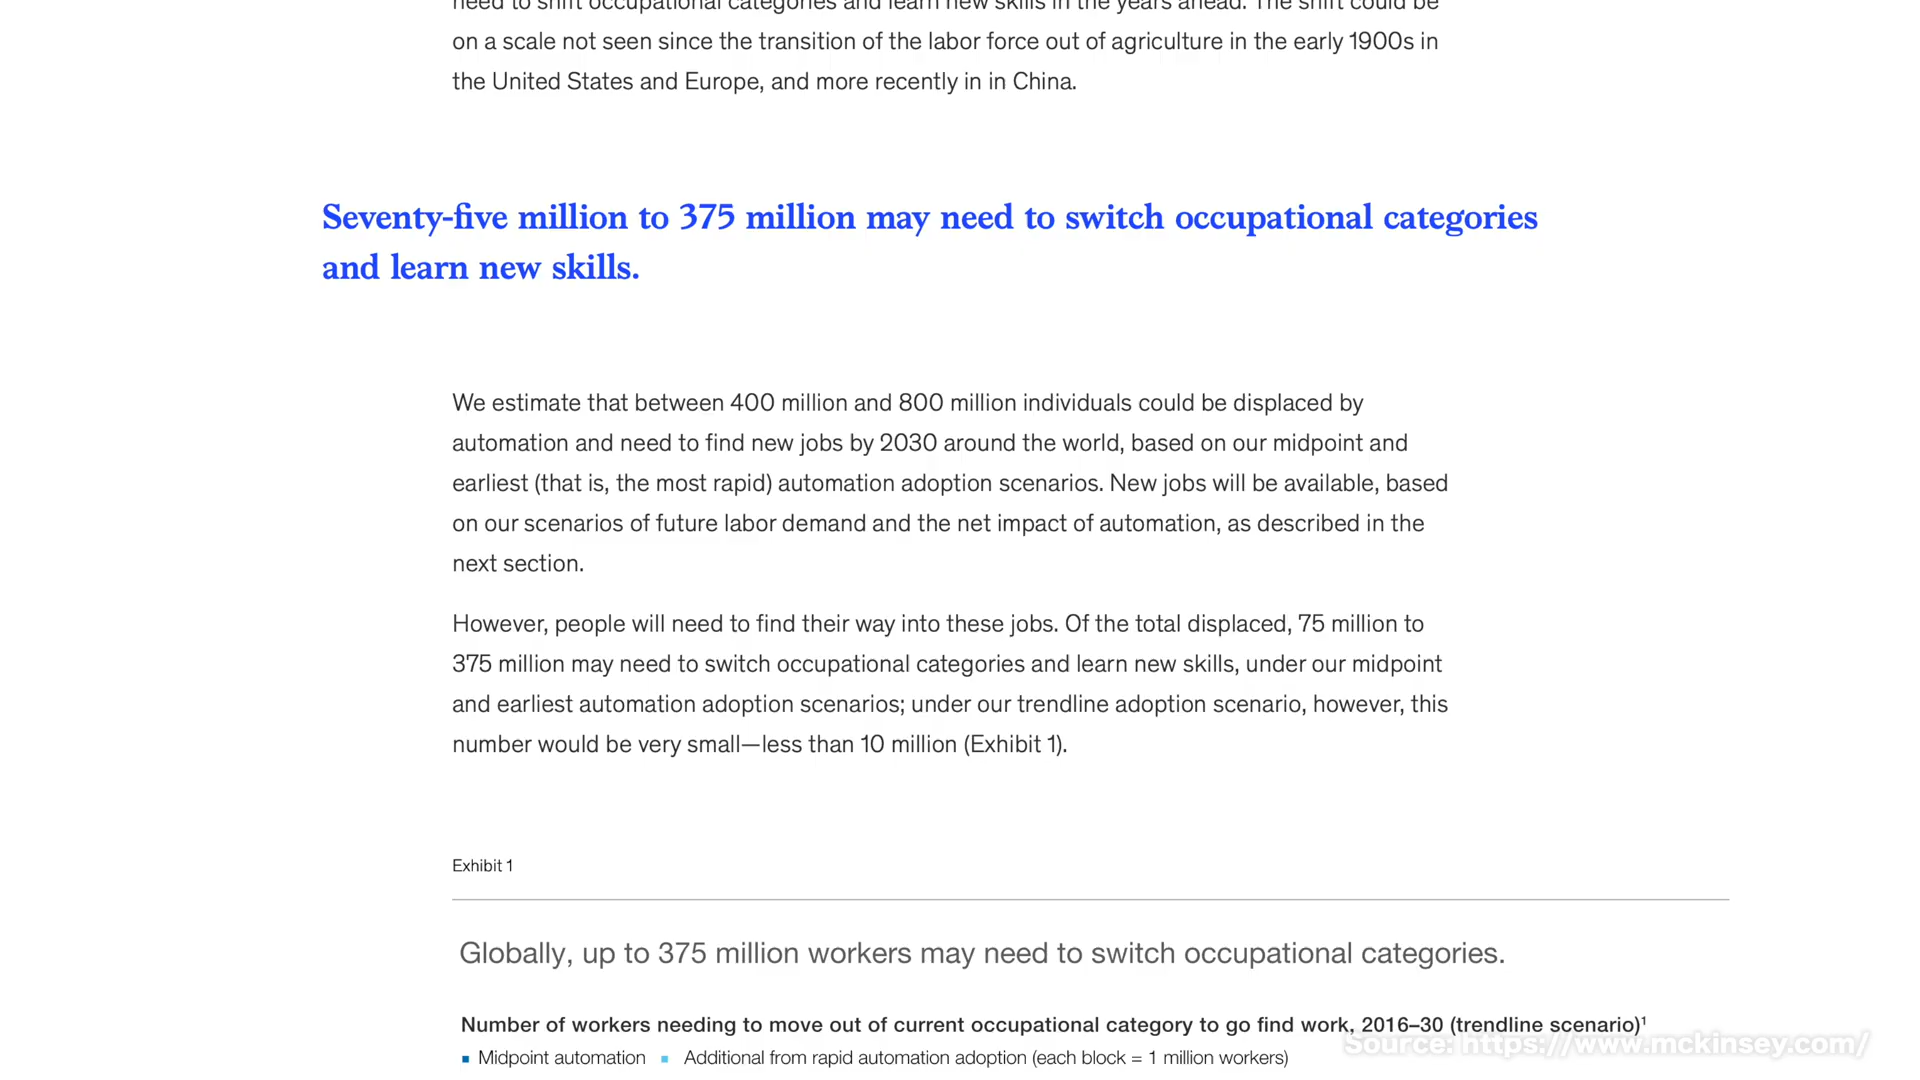 need to shift occupational categories and learn new skills in the years ahead. The shift could be
on a scale not seen since the transition of the labor force out of agriculture in the early 1900s in
the United States and Europe, and more recently in in China.
Seventy-five million to 375 million may need to switch occupational categories
and learn new skills.
We estimate that between 400 million and 800 million individuals could be displaced by
automation and need to find new jobs by 2030 around the world, based on our midpoint and
earliest (that is, the most rapid) automation adoption scenarios. New jobs will be available, based
on our scenarios of future labor demand and the net impact of automation, as described in the
next section.
However, people will need to find their way into these jobs. Of the total displaced, 75 million to
375 million may need to switch occupational categories and learn new skills, under our midpoint
and earliest automation adoption scenarios; under our trendline adoption scenario, however, this
number would be very small—less than 10 million (Exhibit 1).
Exhibit 1
Globally, up to 375 million workers may need to switch occupational categories.
Number of workers needing to move out of current occupational category to go find work, 2016–30 (trendline scenario)¹
Midpoint automation Additional from rapid automation adoption (each block = 1 million workers)
Source: https://www.mckinsey.com/